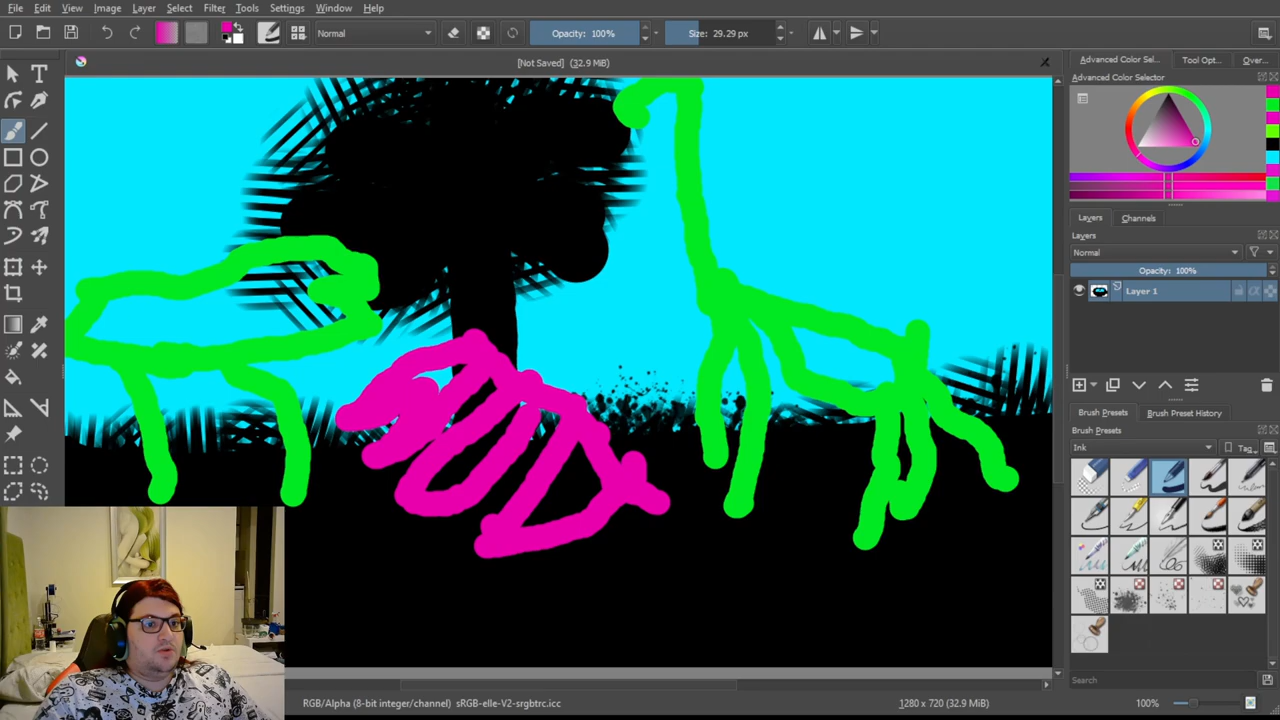 File Edit View Image Layer Select Filter Tools Settings Window Help
Normal Opacity: 100% Size: 29.29 px
[Not Saved] (32.9 MiB)
Advanced Color Sel... Tool Opt... Over...
Advanced Color Selector
Layers Channels
Layers
Normal
Opacity: 100%
Layer 1
Brush Presets Brush Preset History
Brush Presets
Ink Tag
Search
RGB/Alpha (8-bit integer/channel) sRGB-elle-V2-srgbtrc.icc 1280 x 720 (32.9 MiB) 100%